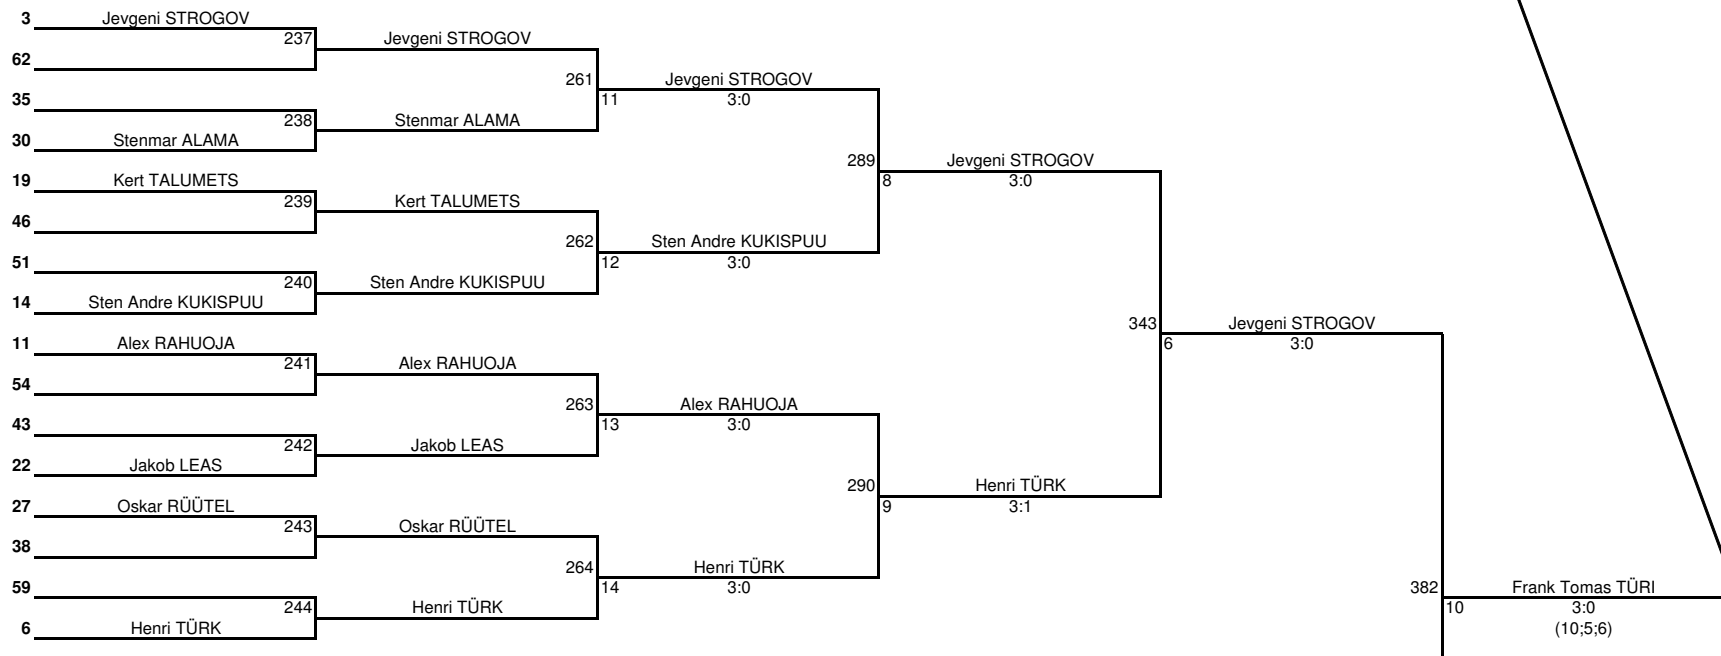 3 Jevgeni STROGOV
237 Jevgeni STROGOV
62
261 Jevgeni STROGOV
35
11 3:0
238 Stenmar ALAMA
30 Stenmar ALAMA
289 Jevgeni STROGOV
19 Kert TALUMETS
8 3:0
239 Kert TALUMETS
46
262 Sten Andre KUKISPUU
51
12 3:0
240 Sten Andre KUKISPUU
14 Sten Andre KUKISPUU
343 Jevgeni STROGOV
11 Alex RAHUOJA
6 3:0
241 Alex RAHUOJA
54
263 Alex RAHUOJA
43
13 3:0
242 Jakob LEAS
22 Jakob LEAS
290 Henri TÜRK
27 Oskar RÜÜTEL
9 3:1
243 Oskar RÜÜTEL
38
264 Henri TÜRK
59
14 3:0
382 Frank Tomas TÜRI
244 Henri TÜRK
10 3:0
6 Henri TÜRK
(10;5;6)